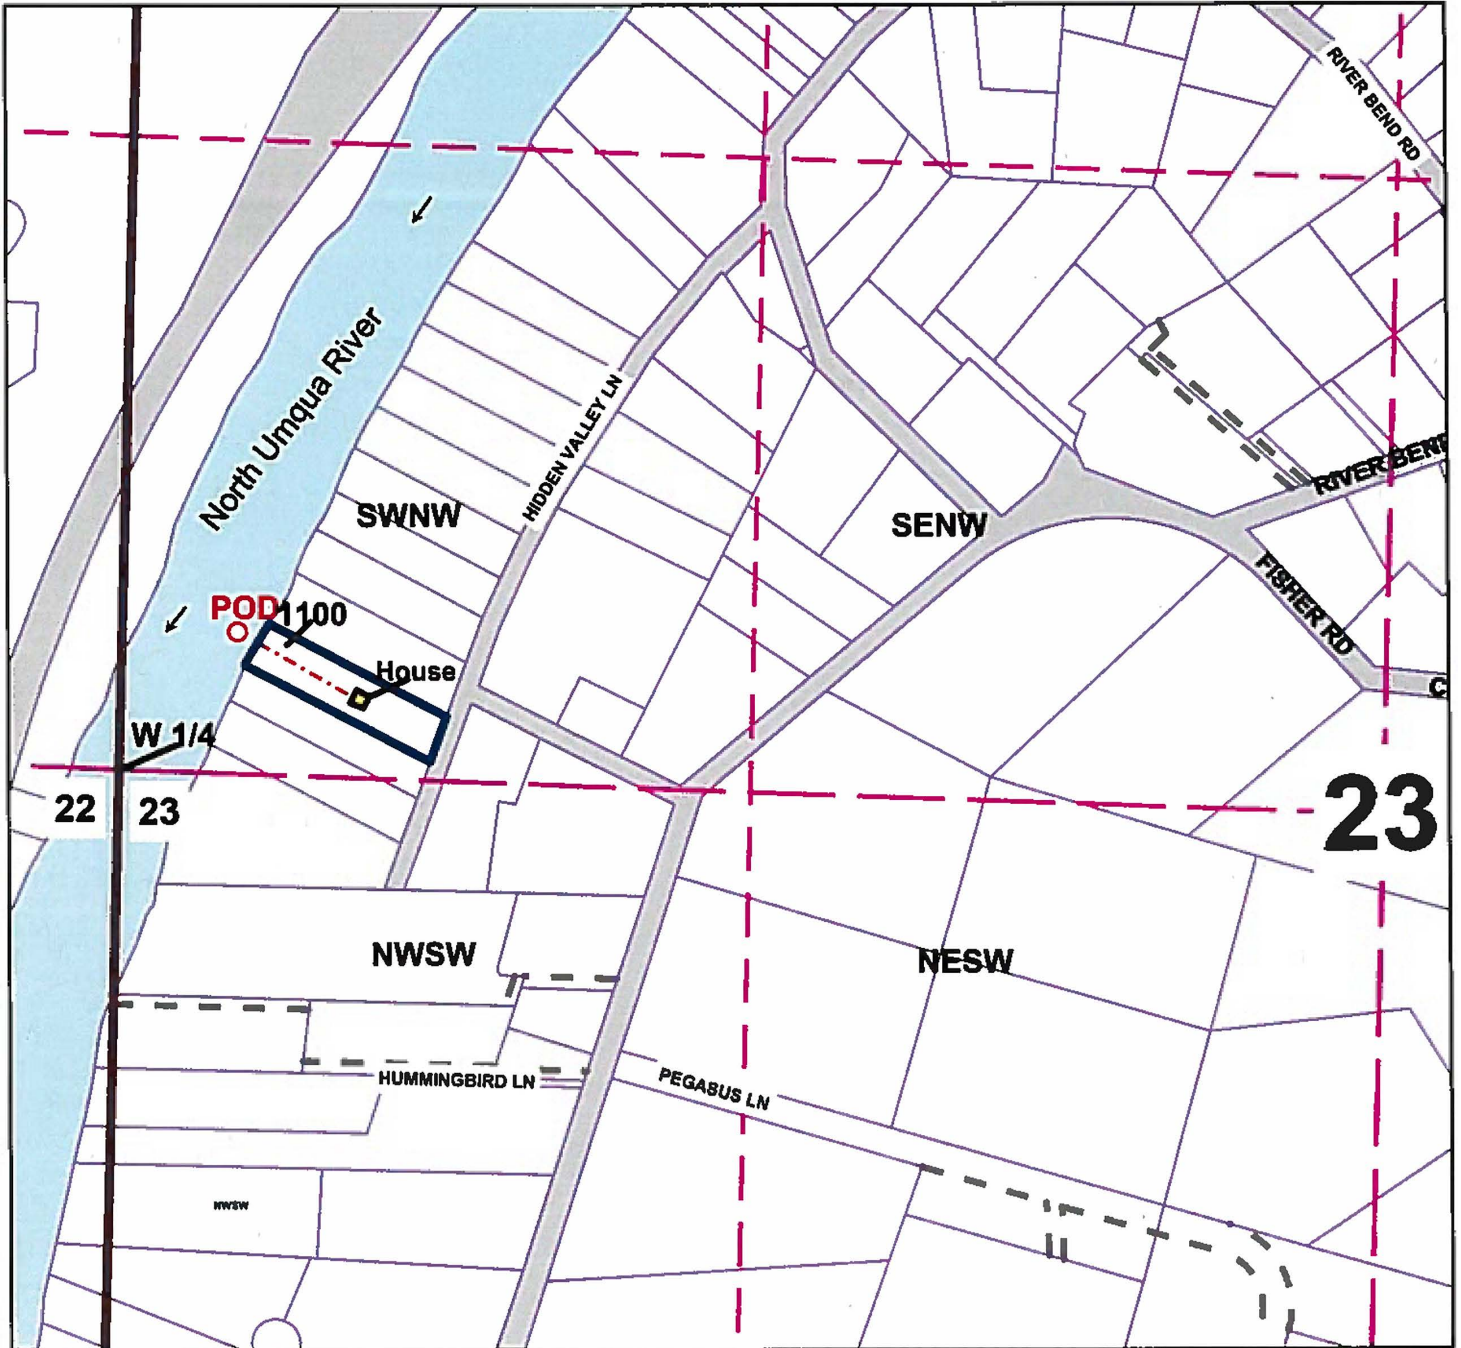 RIVER BEND RD
North Umqua River
HIDDEN VALLEY LN
SWNW
SENW
RIVER BEND
FISHER RD
POD
1100
House
C
W 1/4
22
23
23
NWSW
NESW
HUMMINGBIRD LN
PEGASUS LN
NWSW